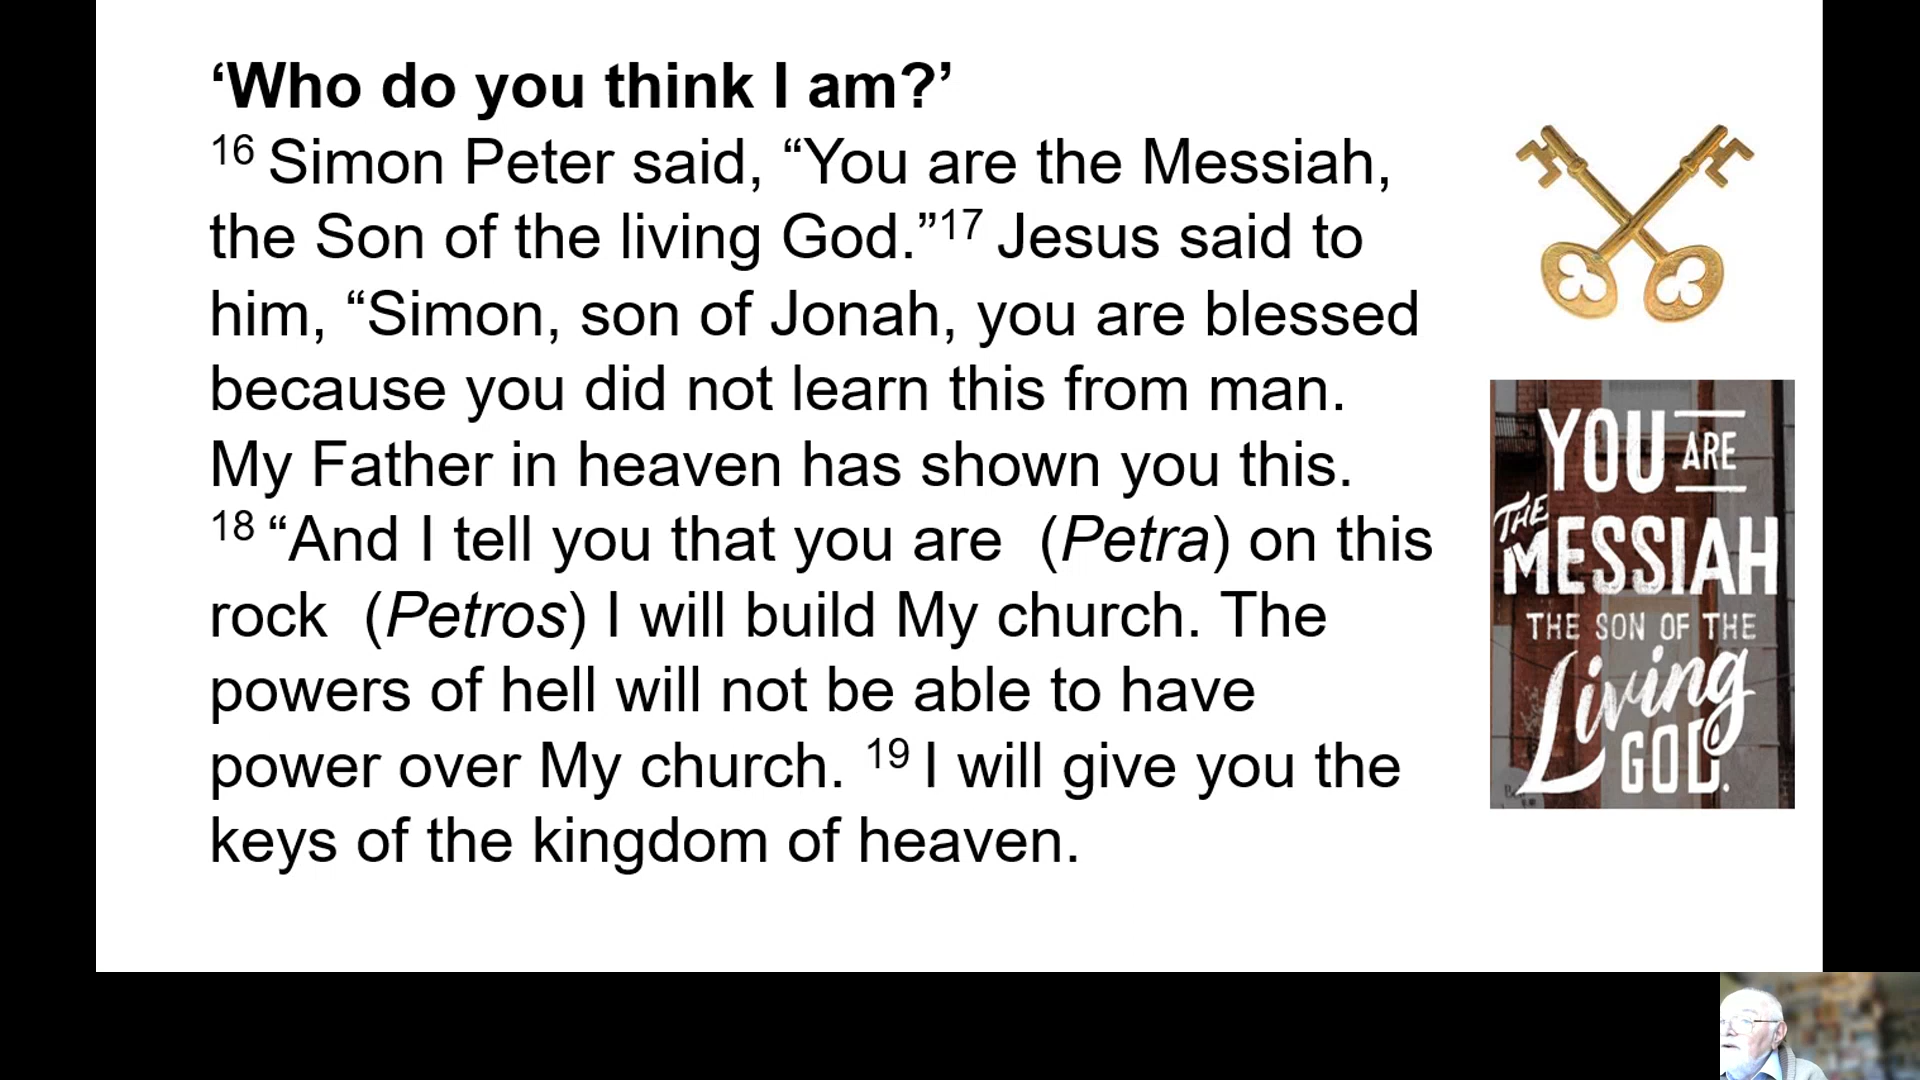 ‘Who do you think I am?’
16 Simon Peter said, “You are the Messiah,
the Son of the living God.”17 Jesus said to
him, “Simon, son of Jonah, you are blessed
because you did not learn this from man.
My Father in heaven has shown you this.
18 “And I tell you that you are (Petra) on this
rock (Petros) I will build My church. The
powers of hell will not be able to have
power over My church. 19 I will give you the
keys of the kingdom of heaven.
YOU ARE
THE
MESSIAH
THE SON OF THE
Living
GOD.